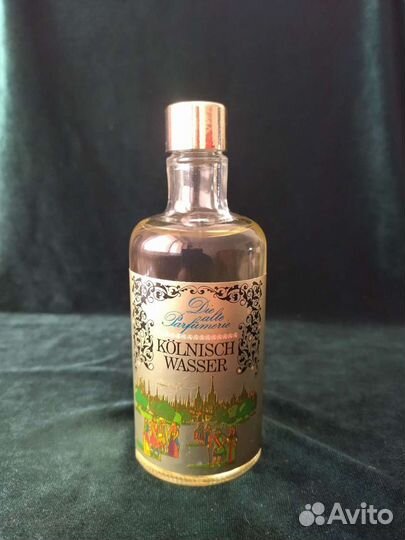 Die
alte
Parfümerie
KÖLNISCH
WASSER
Avito